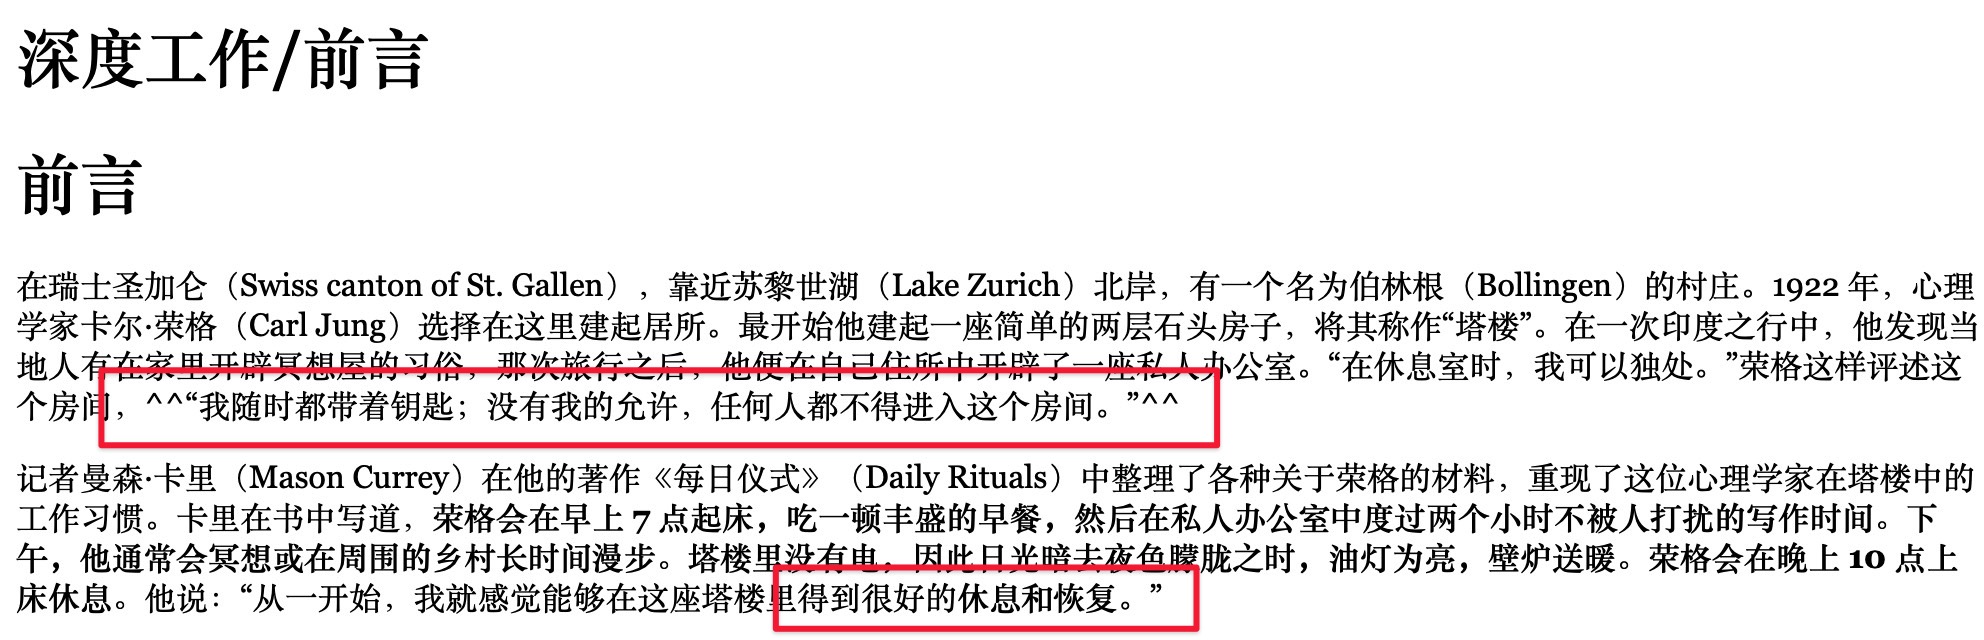 深度工作/前言
前言
在瑞士圣加仑（Swiss canton of St. Gallen），靠近苏黎世湖（Lake Zurich）北岸，有一个名为伯林根（Bollingen）的村庄。1922 年，心理
学家卡尔·荣格（Carl Jung）选择在这里建起居所。最开始他建起一座简单的两层石头房子，将其称作“塔楼”。在一次印度之行中，他发现当
地人有在家里开辟冥想屋的习俗，那次旅行之后，他便在自己住所中开辟了一座私人办公室。“在休息室时，我可以独处。”荣格这样评述这
个房间，^^“我随时都带着钥匙；没有我的允许，任何人都不得进入这个房间。”^^
记者曼森·卡里（Mason Currey）在他的著作《每日仪式》（Daily Rituals）中整理了各种关于荣格的材料，重现了这位心理学家在塔楼中的
工作习惯。卡里在书中写道，荣格会在早上 7 点起床，吃一顿丰盛的早餐，然后在私人办公室中度过两个小时不被人打扰的写作时间。下
午，他通常会冥想或在周围的乡村长时间漫步。塔楼里没有电，因此日光暗去夜色朦胧之时，油灯为亮，壁炉送暖。荣格会在晚上 10 点上
床休息。他说：“从一开始，我就感觉能够在这座塔楼里得到很好的休息和恢复。”